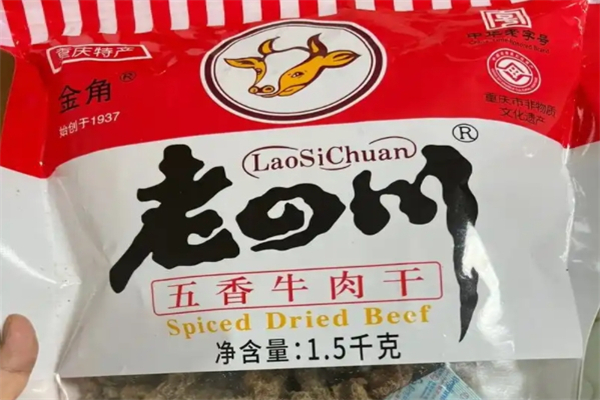 重庆特产
金角®
始创于1937
中华老字号
重庆市非物质
文化遗产
LaoSiChuan
老四川®
五香牛肉干
Spiced Dried Beef
净含量:1.5千克